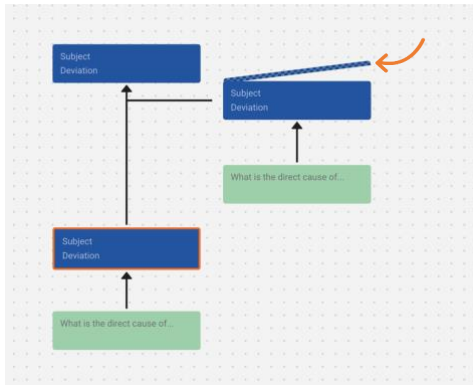 Subject
Deviation
Subject
Deviation
What is the direct cause of...
Subject
Deviation
What is the direct cause of...